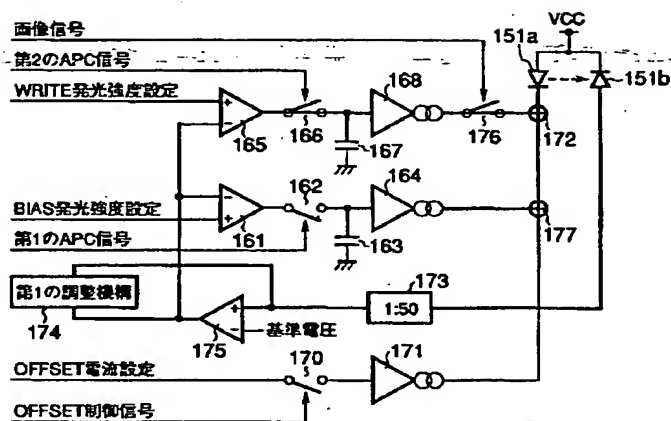 画像信号
第2のAPC信号
WRITE発光強度設定
165
166
167
168
176
VCC
151a
151b
172
BIAS発光強度設定
第1のAPC信号
161
162
163
164
177
第1の調整機構
174
175
基準電圧
173
1:50
OFFSET電流設定
OFFSET制御信号
170
171